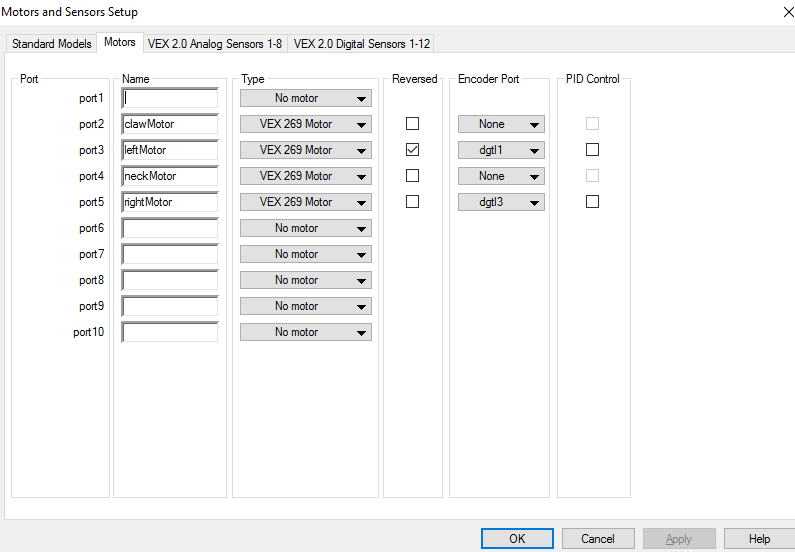 Motors and Sensors Setup
Standard Models Motors VEX 2.0 Analog Sensors 1-8 VEX 2.0 Digital Sensors 1-12
Port Name Type Reversed Encoder Port PID Control
port1 No motor
port2 clawMotor VEX 269 Motor None
port3 leftMotor VEX 269 Motor dgtl1
port4 neckMotor VEX 269 Motor None
port5 rightMotor VEX 269 Motor dgtl3
port6 No motor
port7 No motor
port8 No motor
port9 No motor
port10 No motor
OK Cancel Apply Help